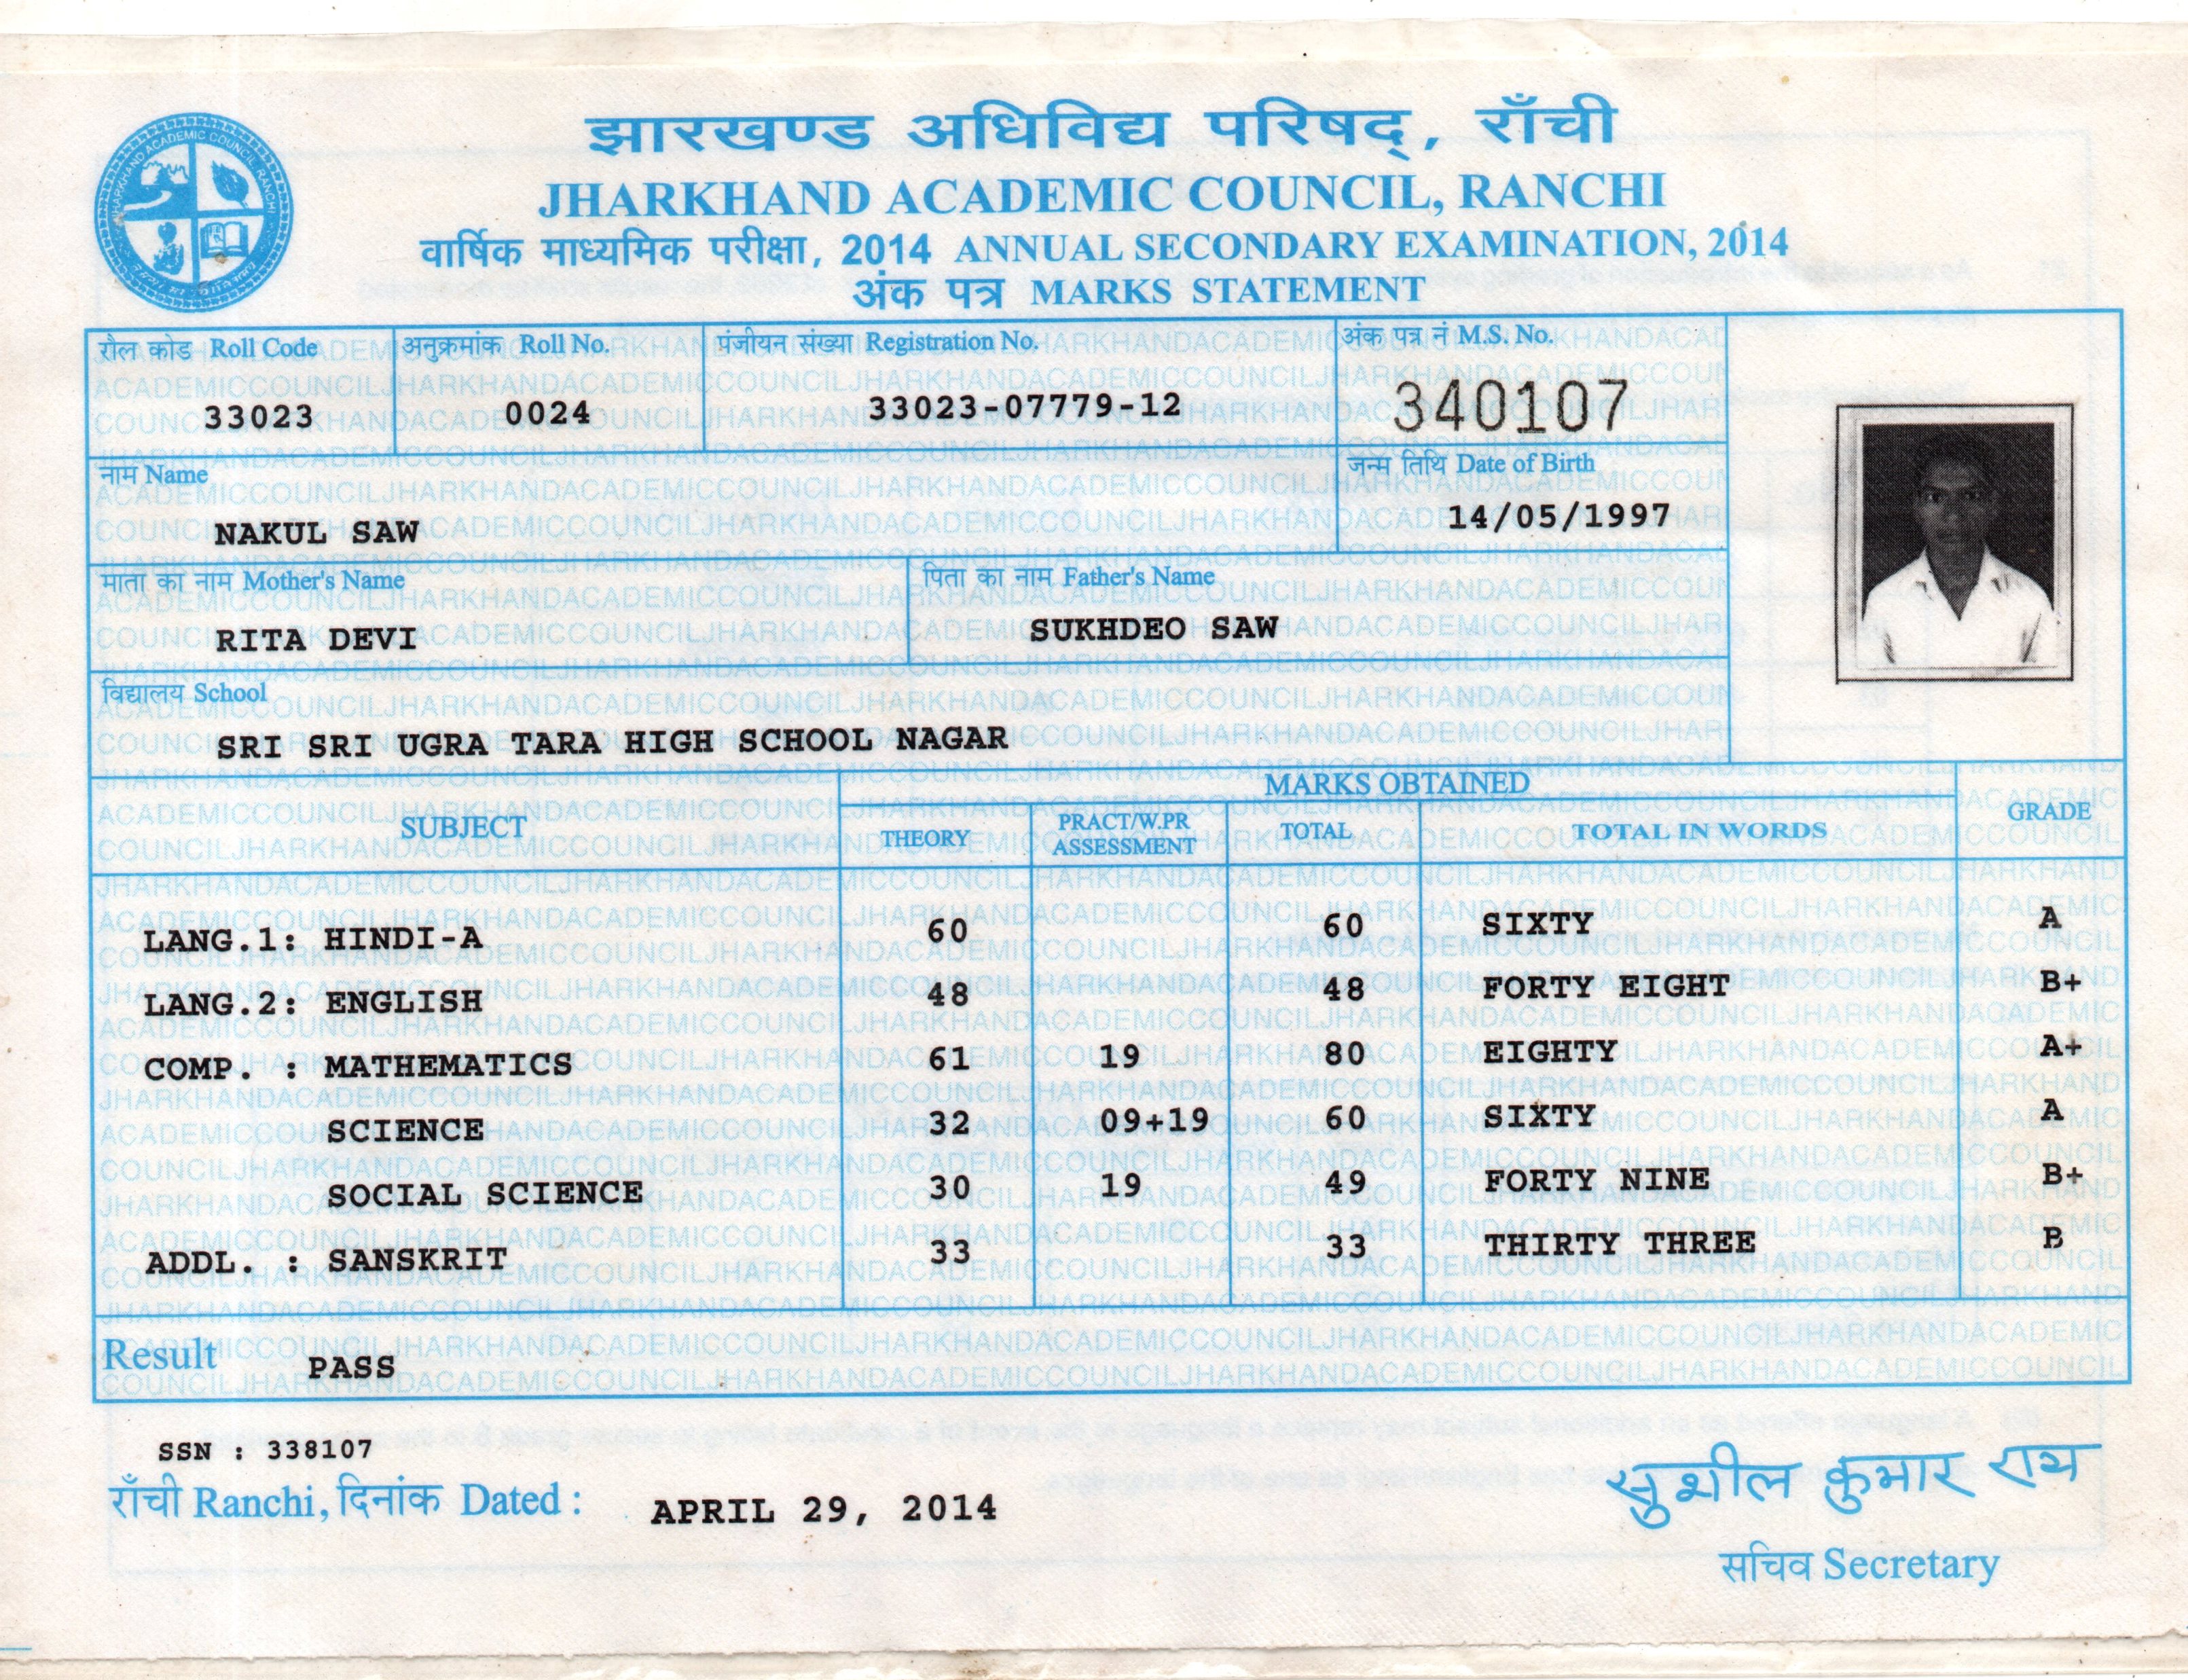 झारखण्ड अधिविद्य परिषद्, राँची
JHARKHAND ACADEMIC COUNCIL, RANCHI
वार्षिक माध्यमिक परीक्षा, 2014 ANNUAL SECONDARY EXAMINATION, 2014
अंक पत्र MARKS STATEMENT
JHARKHAND ACADEMIC COUNCIL RANCHI
रौल कोड Roll Code अनुक्रमांक Roll No. पंजीयन संख्या Registration No. अंक पत्र नं M.S. No.
33023 0024 33023-07779-12 340107
नाम Name जन्म तिथि Date of Birth
NAKUL SAW 14/05/1997
माता का नाम Mother's Name पिता का नाम Father's Name
RITA DEVI SUKHDEO SAW
विद्यालय School
SRI SRI UGRA TARA HIGH SCHOOL NAGAR
MARKS OBTAINED
SUBJECT THEORY PRACT/W.PR ASSESSMENT TOTAL TOTAL IN WORDS GRADE
LANG.1: HINDI-A 60 60 SIXTY A
LANG.2: ENGLISH 48 48 FORTY EIGHT B+
COMP. : MATHEMATICS 61 19 80 EIGHTY A+
SCIENCE 32 09+19 60 SIXTY A
SOCIAL SCIENCE 30 19 49 FORTY NINE B+
ADDL. : SANSKRIT 33 33 THIRTY THREE B
Result PASS
SSN : 338107
राँची Ranchi, दिनांक Dated : APRIL 29, 2014
सुशील कुमार राय
सचिव Secretary